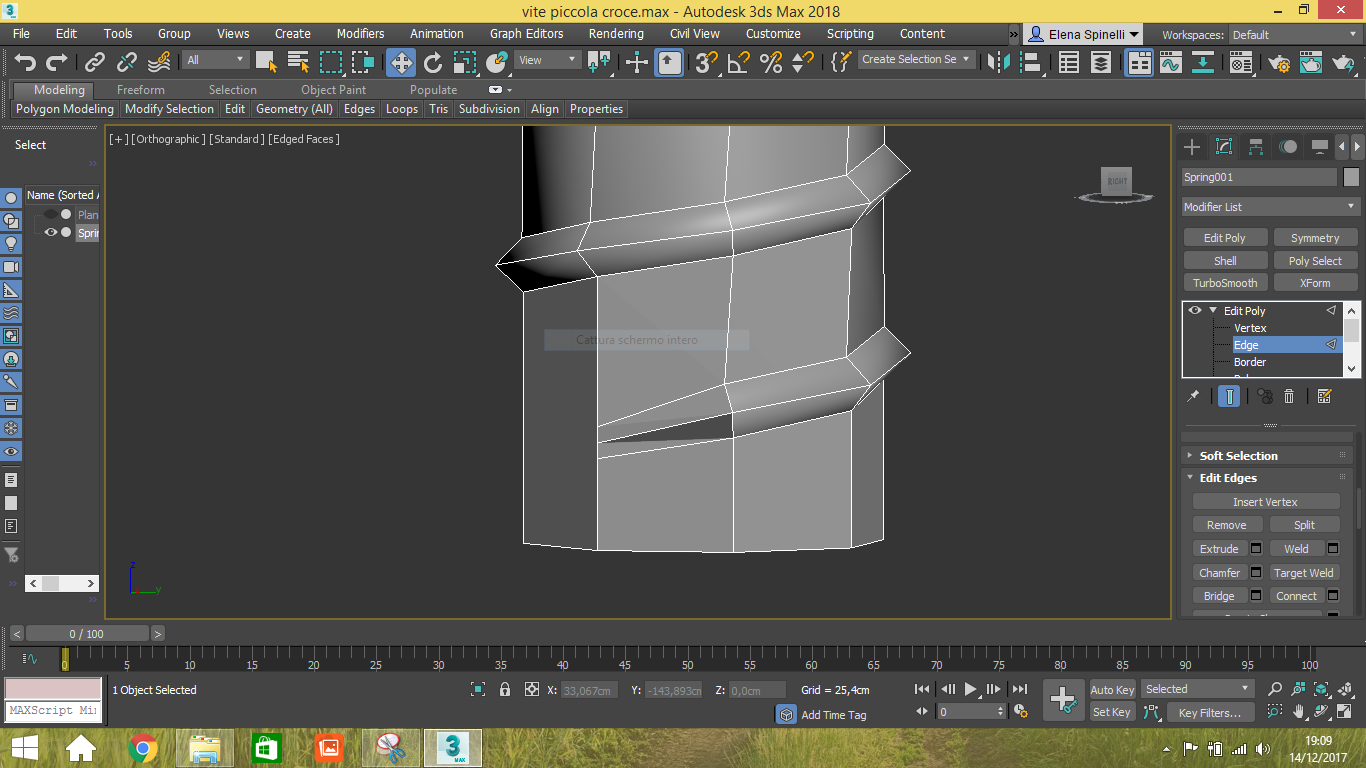 vite piccola croce.max - Autodesk 3ds Max 2018
File Edit Tools Group Views Create Modifiers Animation Graph Editors Rendering Civil View Customize Scripting Content » Elena Spinelli Workspaces: Default
All View Create Selection Se
Modeling Freeform Selection Object Paint Populate
Polygon Modeling Modify Selection Edit Geometry (All) Edges Loops Tris Subdivision Align Properties
Select
Name (Sorted A
Plan
Sprin
[+] [Orthographic] [Standard] [Edged Faces]
RIGHT
Cattura schermo intero
z
y
Spring001
Modifier List
Edit Poly Symmetry
Shell Poly Select
TurboSmooth XForm
Edit Poly
Vertex
Edge
Border
Soft Selection
Edit Edges
Insert Vertex
Remove Split
Extrude Weld
Chamfer Target Weld
Bridge Connect
< 0 / 100 >
0 5 10 15 20 25 30 35 40 45 50 55 60 65 70 75 80 85 90 95 100
1 Object Selected X: 33,067cm Y: -143,893cm Z: 0,0cm Grid = 25,4cm Auto Key Selected
MAXScript Min Add Time Tag 0 Set Key Key Filters...
3 MAX
19:09
14/12/2017